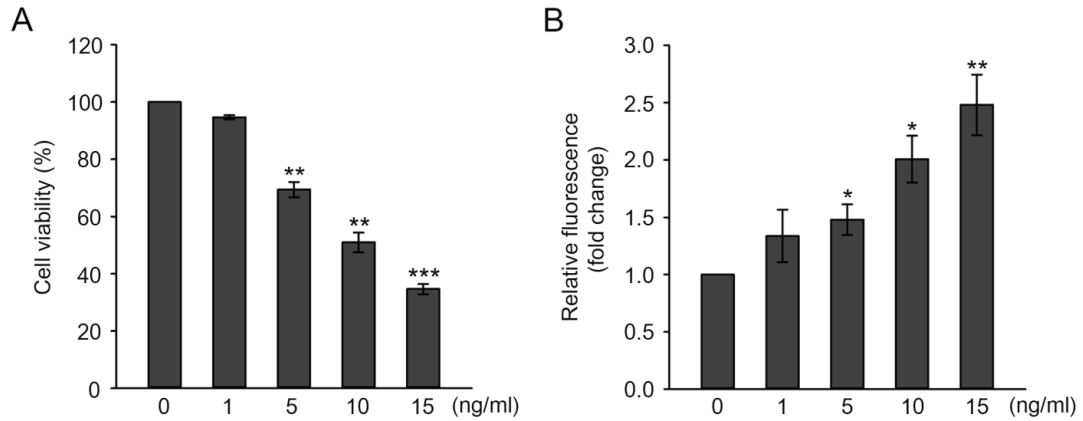 A
Cell viability (%)
120
100
80
60
40
20
0
**
**
***
0 1 5 10 15 (ng/ml)
B
Relative fluorescence
(fold change)
3.0
2.5
2.0
1.5
1.0
0.5
0.0
*
*
**
0 1 5 10 15 (ng/ml)